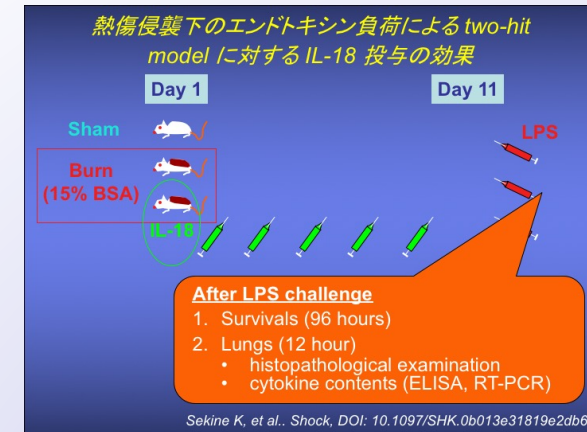 熱傷侵襲下のエンドトキシン負荷による two-hit
model に対する IL-18 投与の効果
Day 1
Day 11
Sham
LPS
Burn
(15% BSA)
IL-18
After LPS challenge
1. Survivals (96 hours)
2. Lungs (12 hour)
• histopathological examination
• cytokine contents (ELISA, RT-PCR)
Sekine K, et al.. Shock, DOI: 10.1097/SHK.0b013e31819e2db6